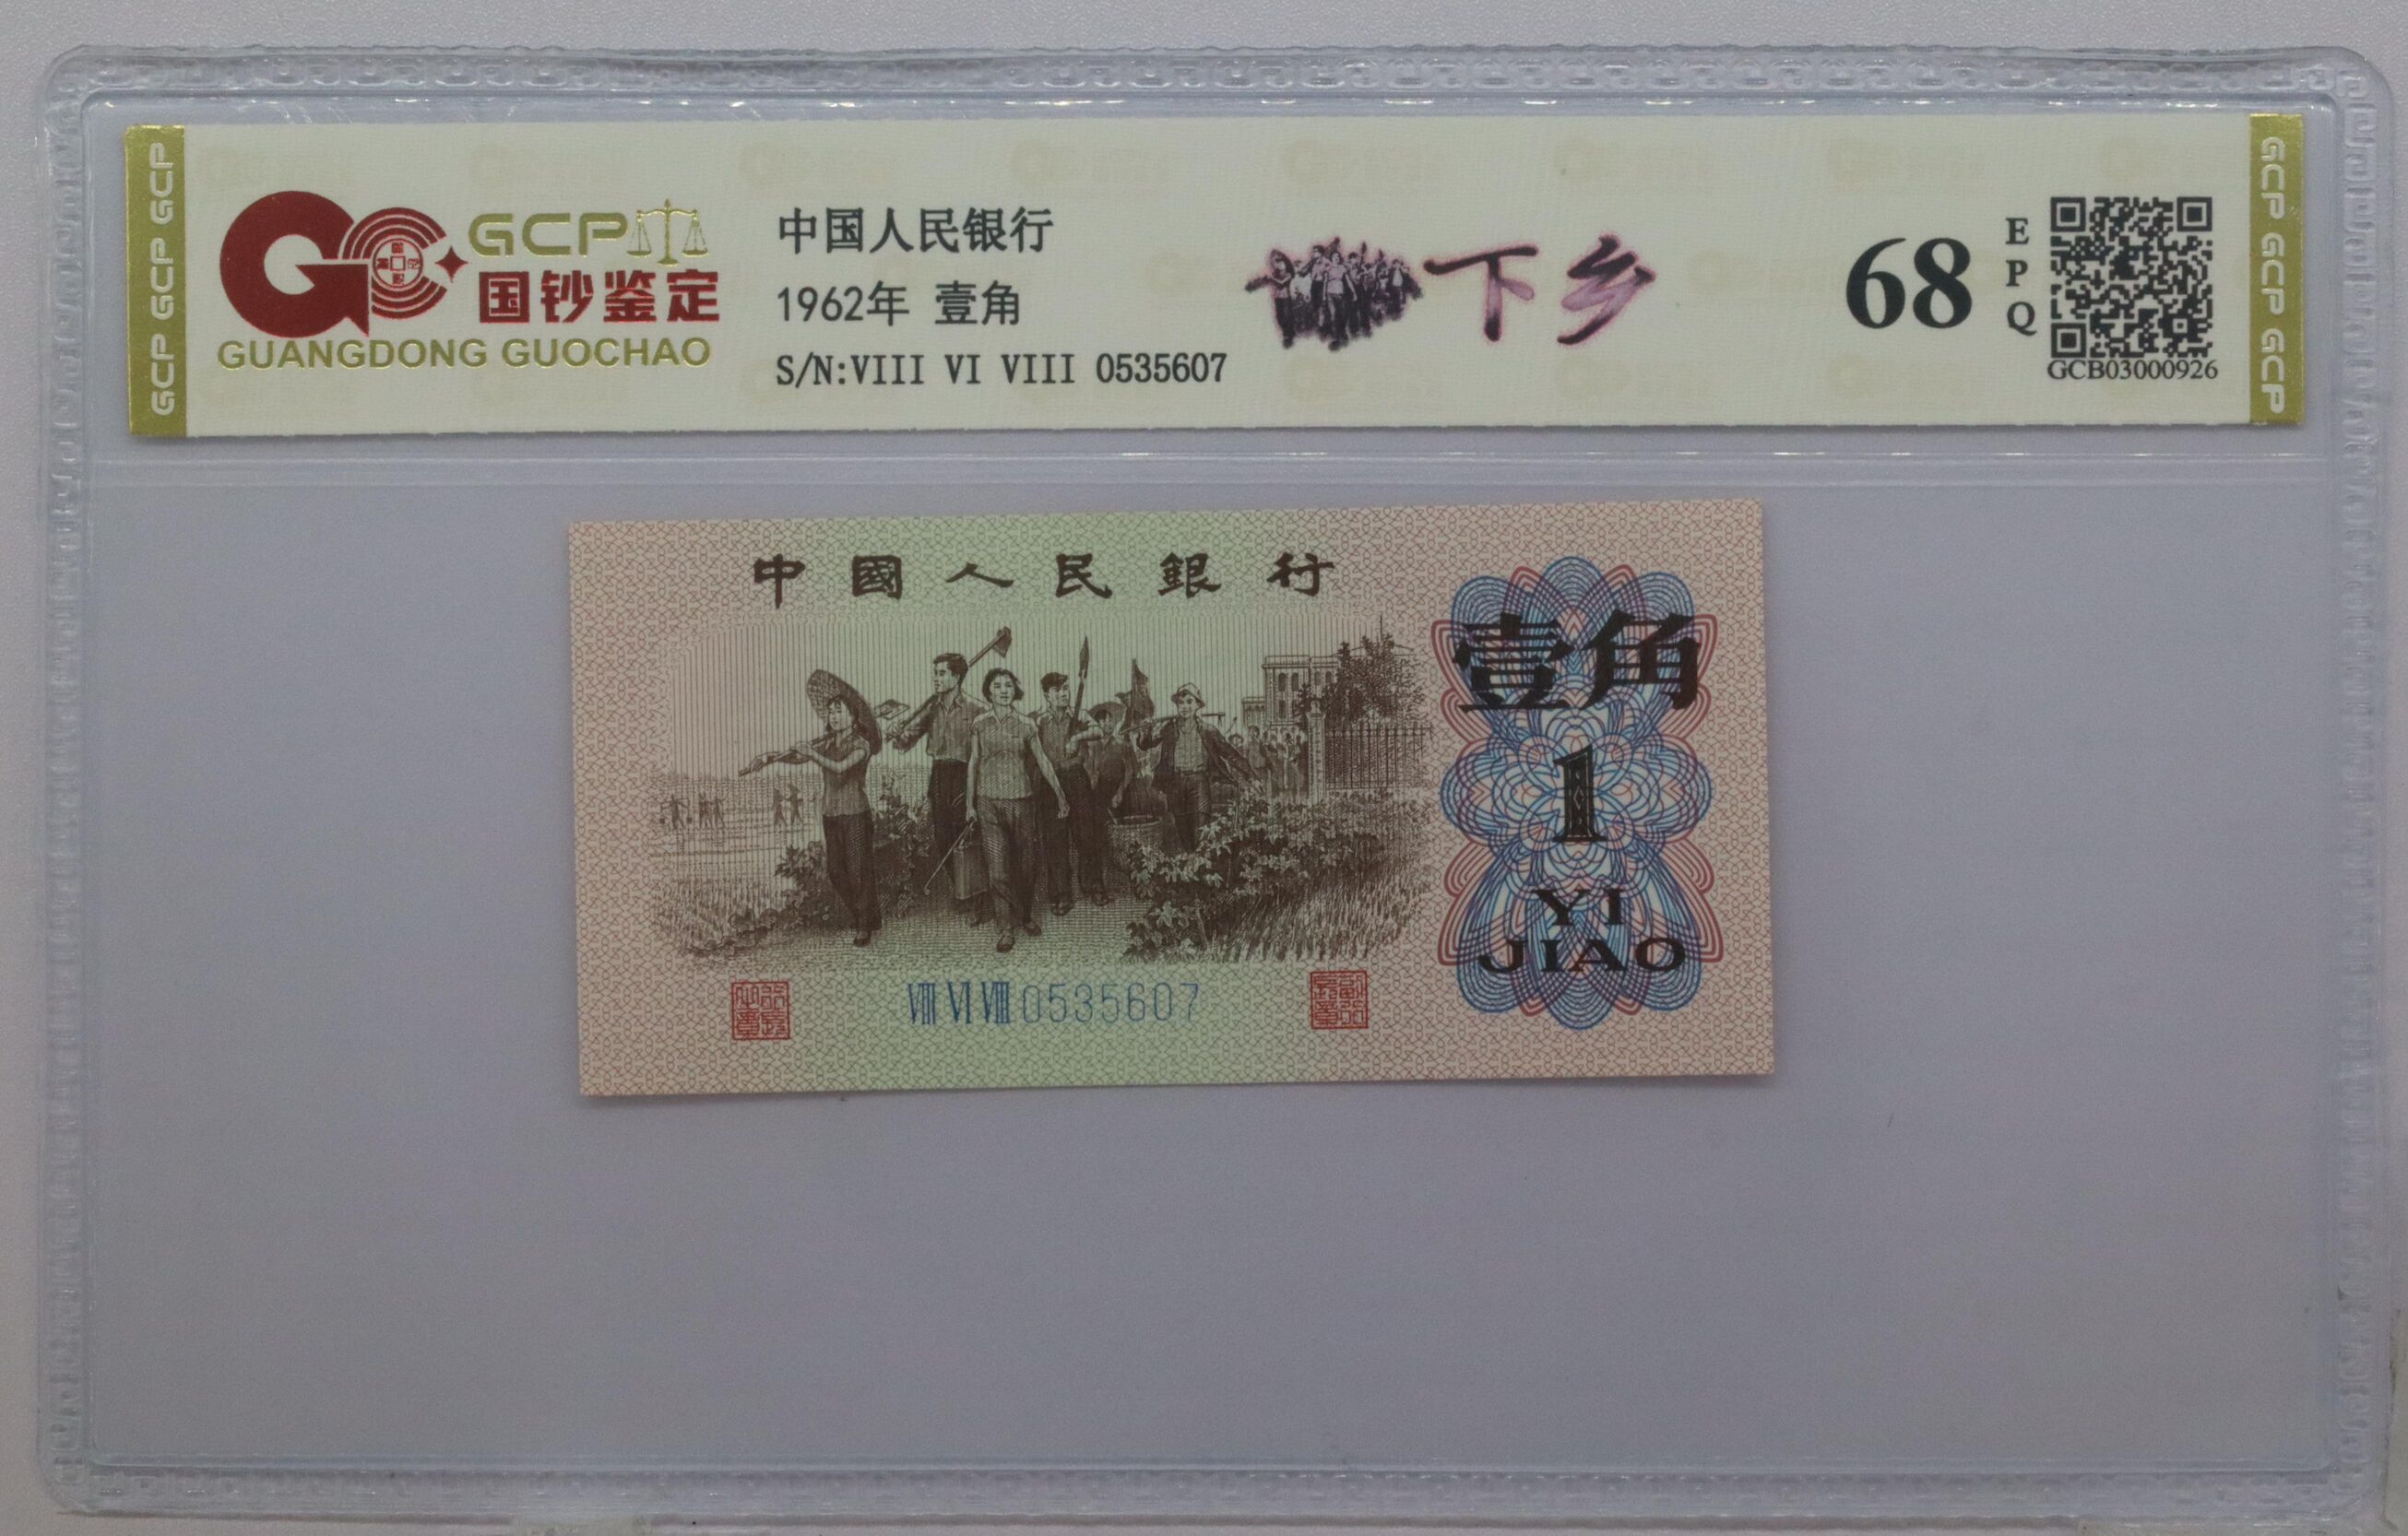 GCP GCP GCP
GCP
国钞鉴定
GUANGDONG GUOCHAO
中国人民银行
1962年 壹角
S/N:VIII VI VIII 0535607
下乡
68
EPQ
GCB03000926
GCP GCP GCP
中國人民銀行
壹角
1
YI
JIAO
VIII VI VIII 0535607